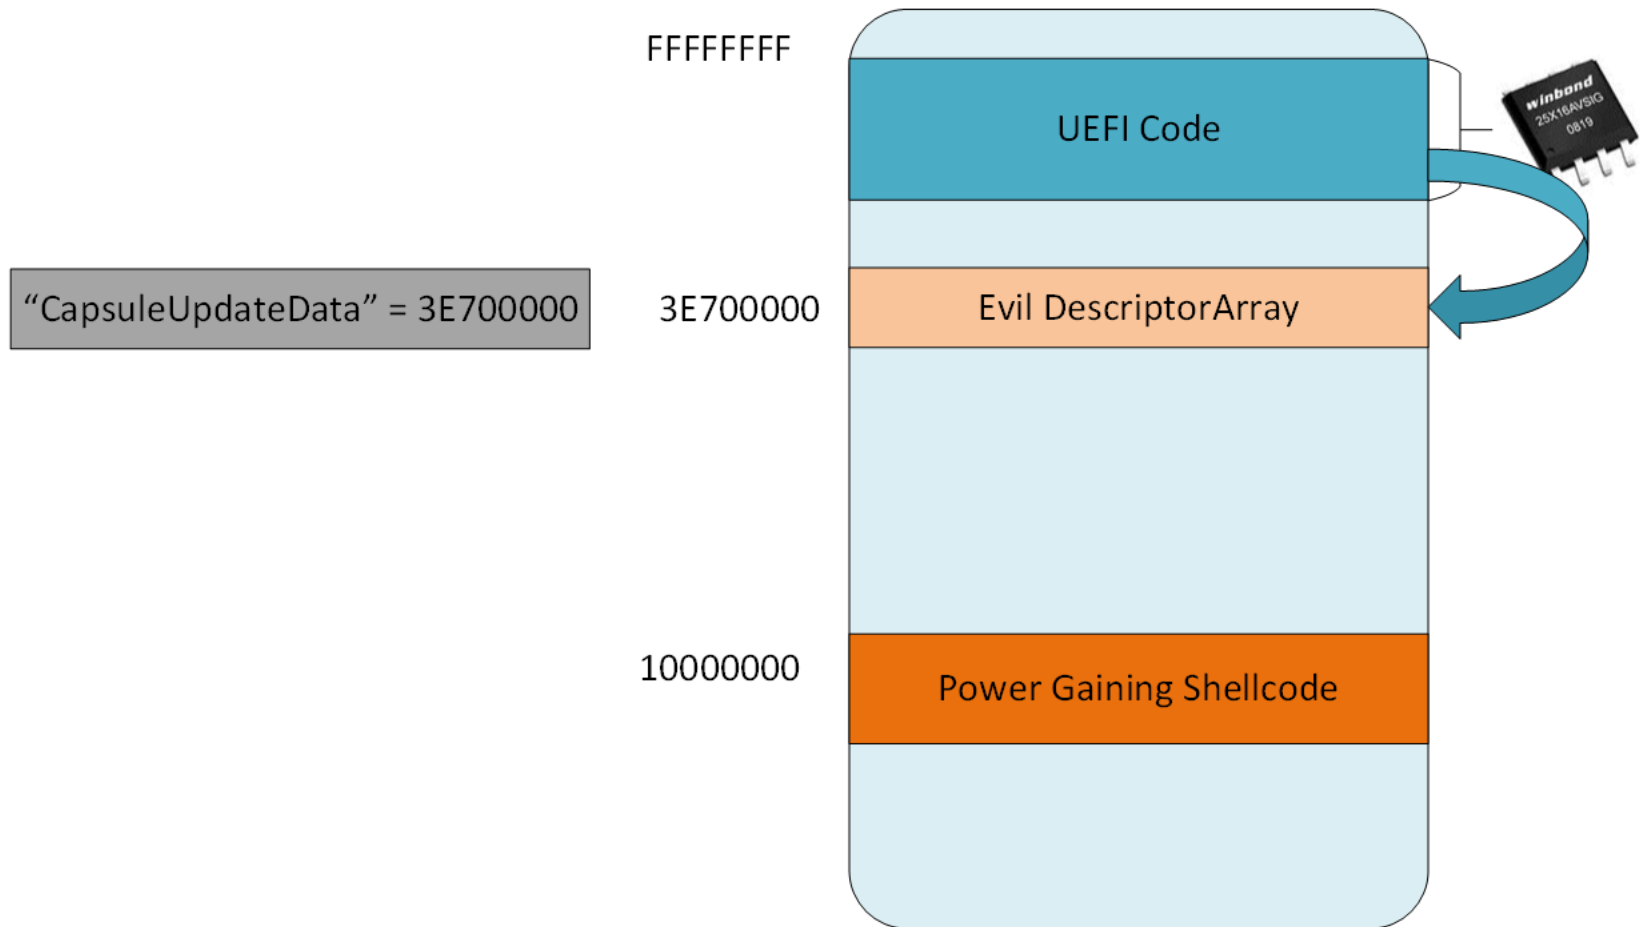 FFFFFFFF
UEFI Code
winbond
25X16AVSIG
0819
“CapsuleUpdateData” = 3E700000
3E700000
Evil DescriptorArray
10000000
Power Gaining Shellcode